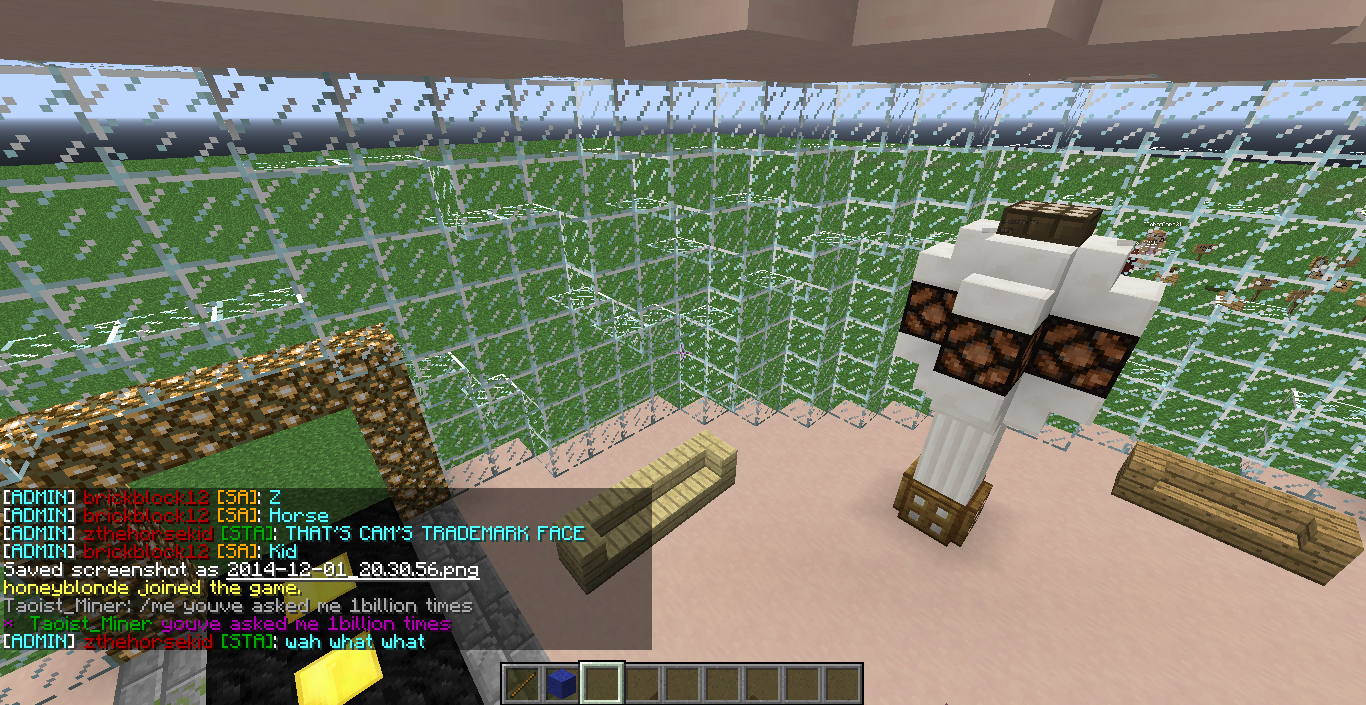 [ADMIN] brickblock12 [SA]: Z
[ADMIN] brickblock12 [SA]: Horse
[ADMIN] zthehorsekid [STA]: THAT'S CAM'S TRADEMARK FACE
[ADMIN] brickblock12 [SA]: Kid
Saved screenshot as 2014-12-01_20.30.56.png
honeyblonde joined the game.
Taoist_Miner: /me youve asked me 1billion times
* Taoist_Miner youve asked me 1billion times
[ADMIN] zthehorsekid [STA]: wah what what